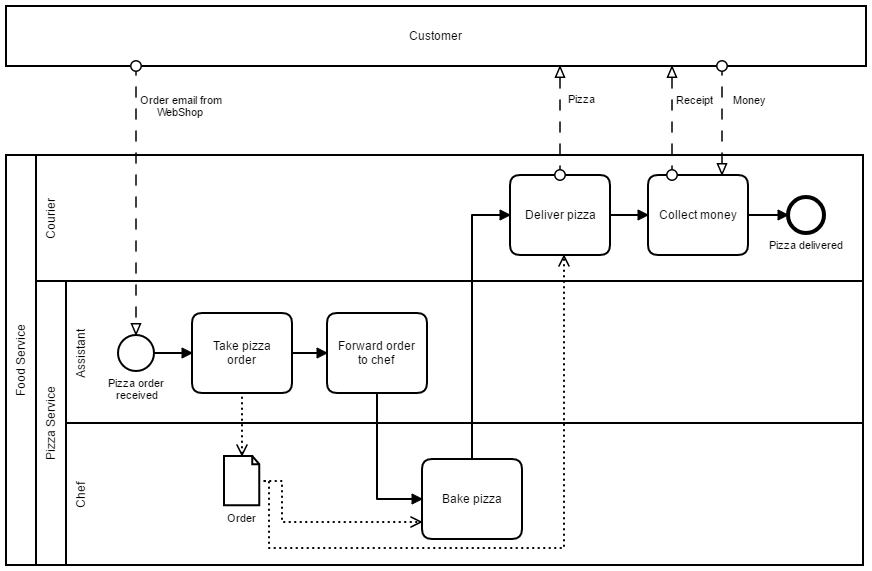 Customer
Order email from
WebShop
Pizza
Receipt
Money
Food Service
Courier
Deliver pizza
Collect money
Pizza delivered
Pizza Service
Assistant
Pizza order
received
Take pizza
order
Forward order
to chef
Chef
Order
Bake pizza